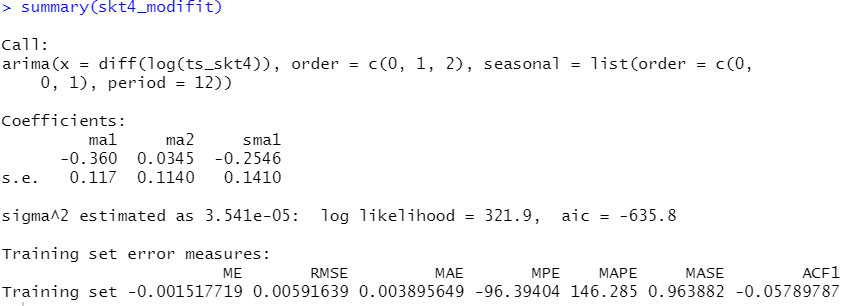 > summary(skt4_modifit)
Call:
arima(x = diff(log(ts_skt4)), order = c(0, 1, 2), seasonal = list(order = c(0,
0, 1), period = 12))
Coefficients:
ma1 ma2 sma1
-0.360 0.0345 -0.2546
s.e. 0.117 0.1140 0.1410
sigma^2 estimated as 3.541e-05: log likelihood = 321.9, aic = -635.8
Training set error measures:
ME RMSE MAE MPE MAPE MASE ACF1
Training set -0.001517719 0.00591639 0.003895649 -96.39404 146.285 0.963882 -0.05789787